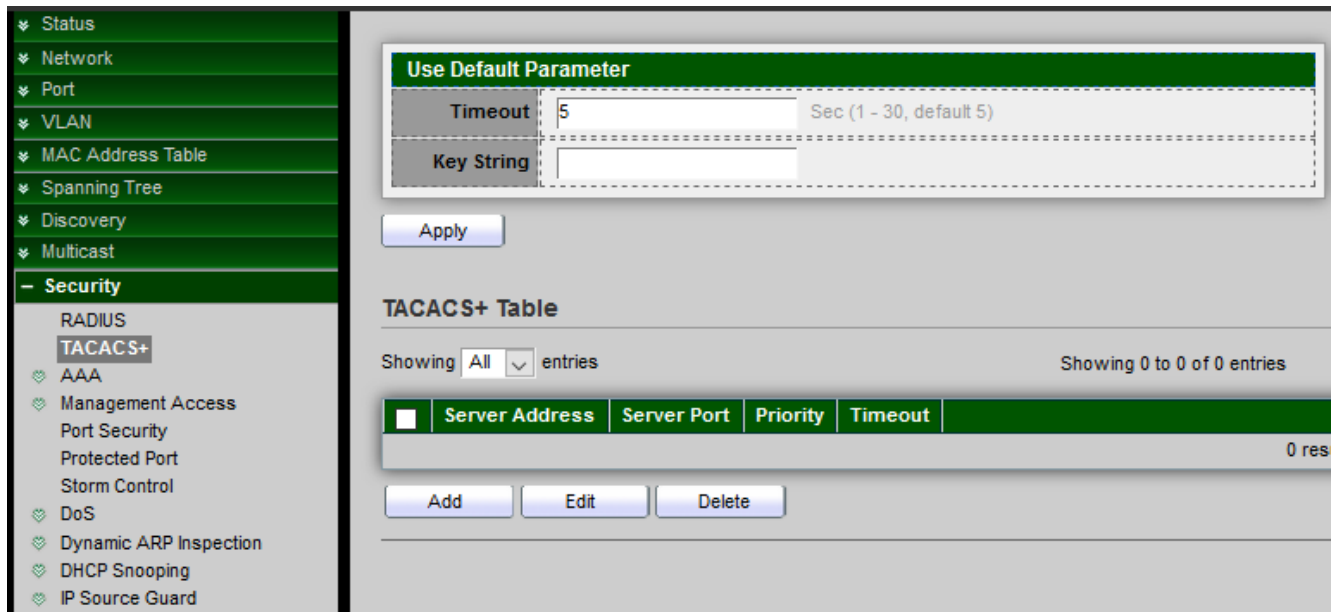 Status
Network
Port
VLAN
MAC Address Table
Spanning Tree
Discovery
Multicast
Security
RADIUS
TACACS+
AAA
Management Access
Port Security
Protected Port
Storm Control
DoS
Dynamic ARP Inspection
DHCP Snooping
IP Source Guard
Use Default Parameter
Timeout 5 Sec (1 - 30, default 5)
Key String
Apply
TACACS+ Table
Showing All entries Showing 0 to 0 of 0 entries
Server Address Server Port Priority Timeout
0
Add Edit Delete